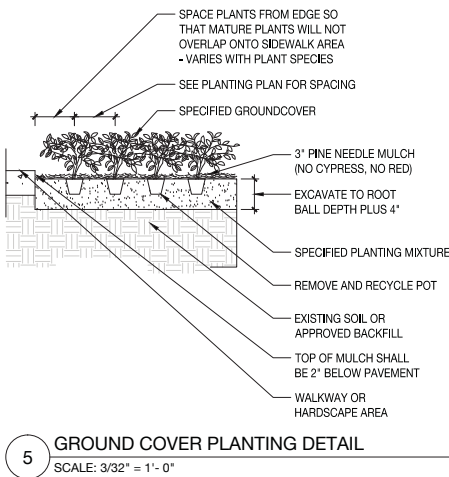 SPACE PLANTS FROM EDGE SO
THAT MATURE PLANTS WILL NOT
OVERLAP ONTO SIDEWALK AREA
- VARIES WITH PLANT SPECIES
SEE PLANTING PLAN FOR SPACING
SPECIFIED GROUNDCOVER
3" PINE NEEDLE MULCH
(NO CYPRESS, NO RED)
EXCAVATE TO ROOT
BALL DEPTH PLUS 4"
SPECIFIED PLANTING MIXTURE
REMOVE AND RECYCLE POT
EXISTING SOIL OR
APPROVED BACKFILL
TOP OF MULCH SHALL
BE 2" BELOW PAVEMENT
WALKWAY OR
HARDSCAPE AREA
5 GROUND COVER PLANTING DETAIL
SCALE: 3/32" = 1'- 0"